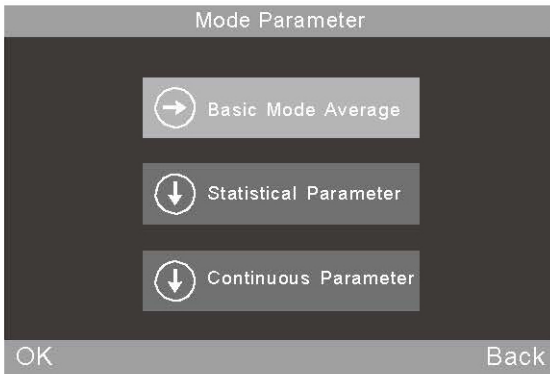 Mode Parameter
Basic Mode Average
Statistical Parameter
Continuous Parameter
OK Back